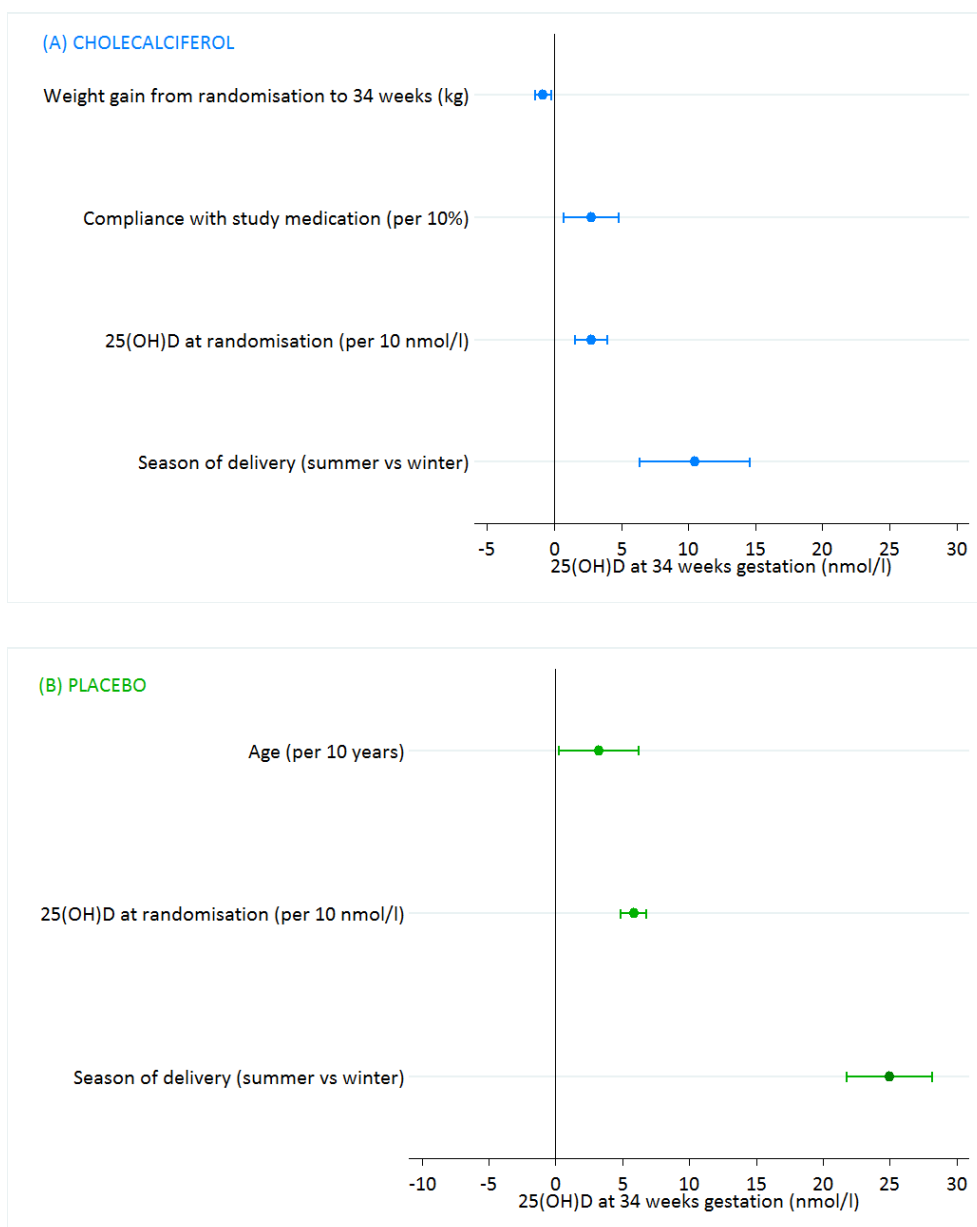 (A) CHOLECALCIFEROL
Weight gain from randomisation to 34 weeks (kg)
Compliance with study medication (per 10%)
25(OH)D at randomisation (per 10 nmol/l)
Season of delivery (summer vs winter)
-5 0 5 10 15 20 25 30
25(OH)D at 34 weeks gestation (nmol/l)
(B) PLACEBO
Age (per 10 years)
25(OH)D at randomisation (per 10 nmol/l)
Season of delivery (summer vs winter)
-10 -5 0 5 10 15 20 25 30
25(OH)D at 34 weeks gestation (nmol/l)